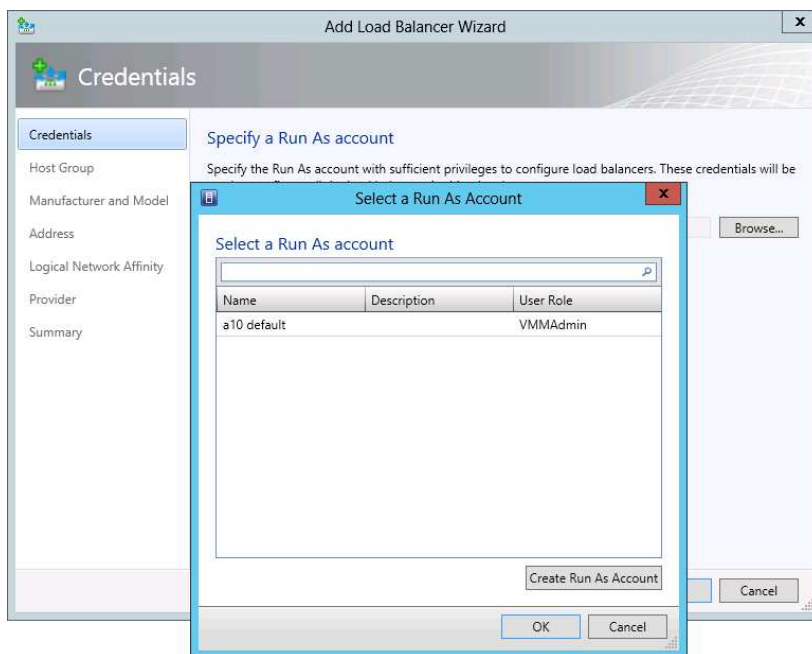 Add Load Balancer Wizard
x
Credentials
Credentials
Host Group
Manufacturer and Model
Address
Logical Network Affinity
Provider
Summary
Specify a Run As account
Specify the Run As account with sufficient privileges to configure load balancers. These credentials will be
Browse...
Select a Run As Account
x
Select a Run As account
Name Description User Role
a10 default VMMAdmin
Create Run As Account
OK Cancel
Cancel